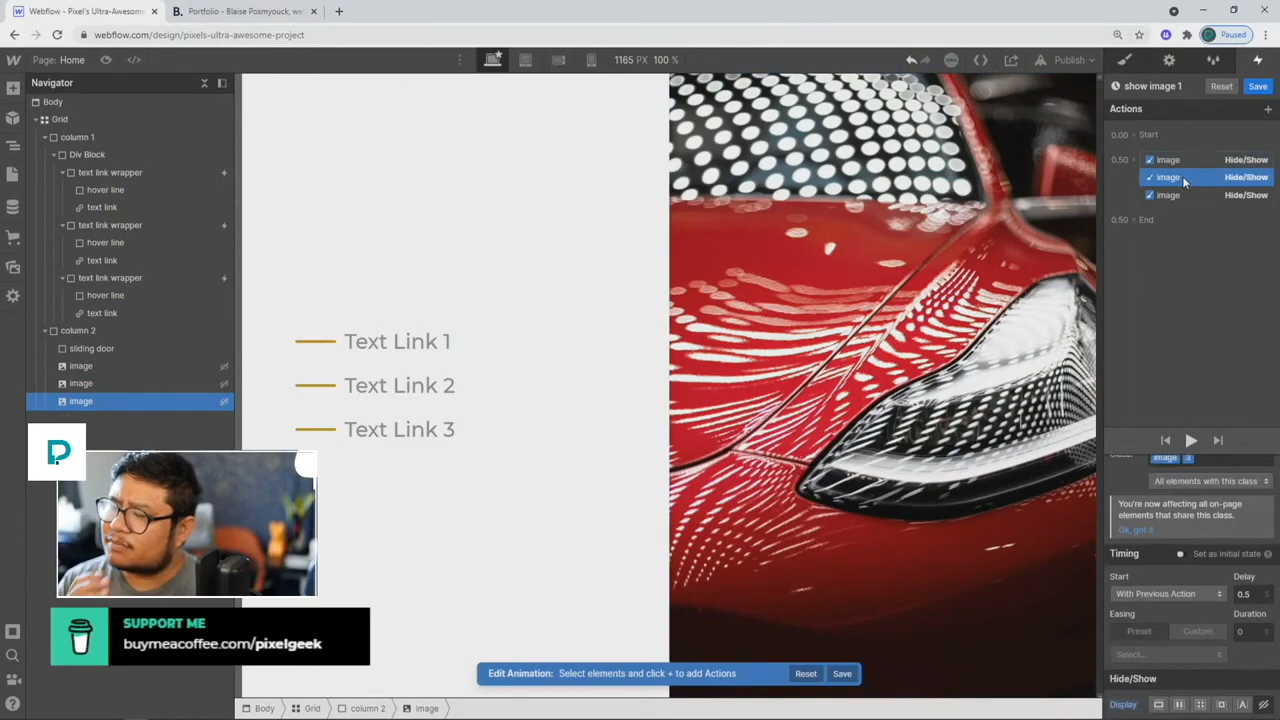 Webflow - Pixel's Ultra-Awesome
Portfolio - Blaise Posmyouck, we
webflow.com/design/pixels-ultra-awesome-project
Paused
Page: Home
1165 PX 100 %
Publish
Navigator
Body
Grid
column 1
Div Block
text link wrapper
hover line
text link
text link wrapper
hover line
text link
text link wrapper
hover line
text link
column 2
sliding door
image
image
image
Text Link 1
Text Link 2
Text Link 3
SUPPORT ME
buymeacoffee.com/pixelgeek
Edit Animation: Select elements and click + to add Actions
Reset
Save
Body
Grid
column 2
image
show image 1
Reset
Save
Actions
0.00 Start
0.50 image Hide/Show
image Hide/Show
image Hide/Show
0.50 End
image 3
All elements with this class
You're now affecting all on-page
elements that share this class.
Ok, got it
Timing
Set as initial state
Start
Delay
With Previous Action
0.5
S
Easing
Duration
Preset
Custom
0
S
Select...
Hide/Show
Display